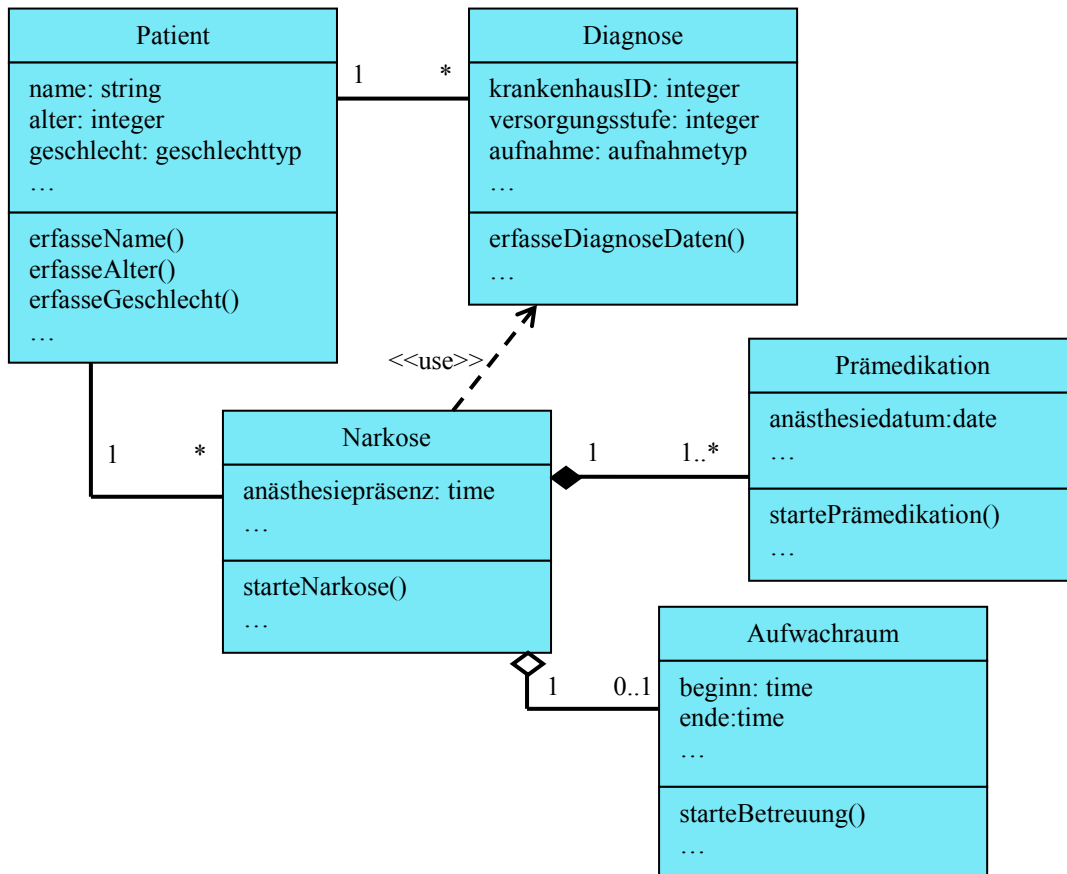 Patient
name: string
alter: integer
geschlecht: geschlechttyp
…
erfasseName()
erfasseAlter()
erfasseGeschlecht()
…
1 *
Diagnose
krankenhausID: integer
versorgungsstufe: integer
aufnahme: aufnahmetyp
…
erfasseDiagnoseDaten()
…
<<use>>
1 *
Narkose
anästhesiepräsenz: time
…
starteNarkose()
…
1 1..*
Prämedikation
anästhesiedatum:date
…
startePrämedikation()
…
1 0..1
Aufwachraum
beginn: time
ende:time
…
starteBetreuung()
…